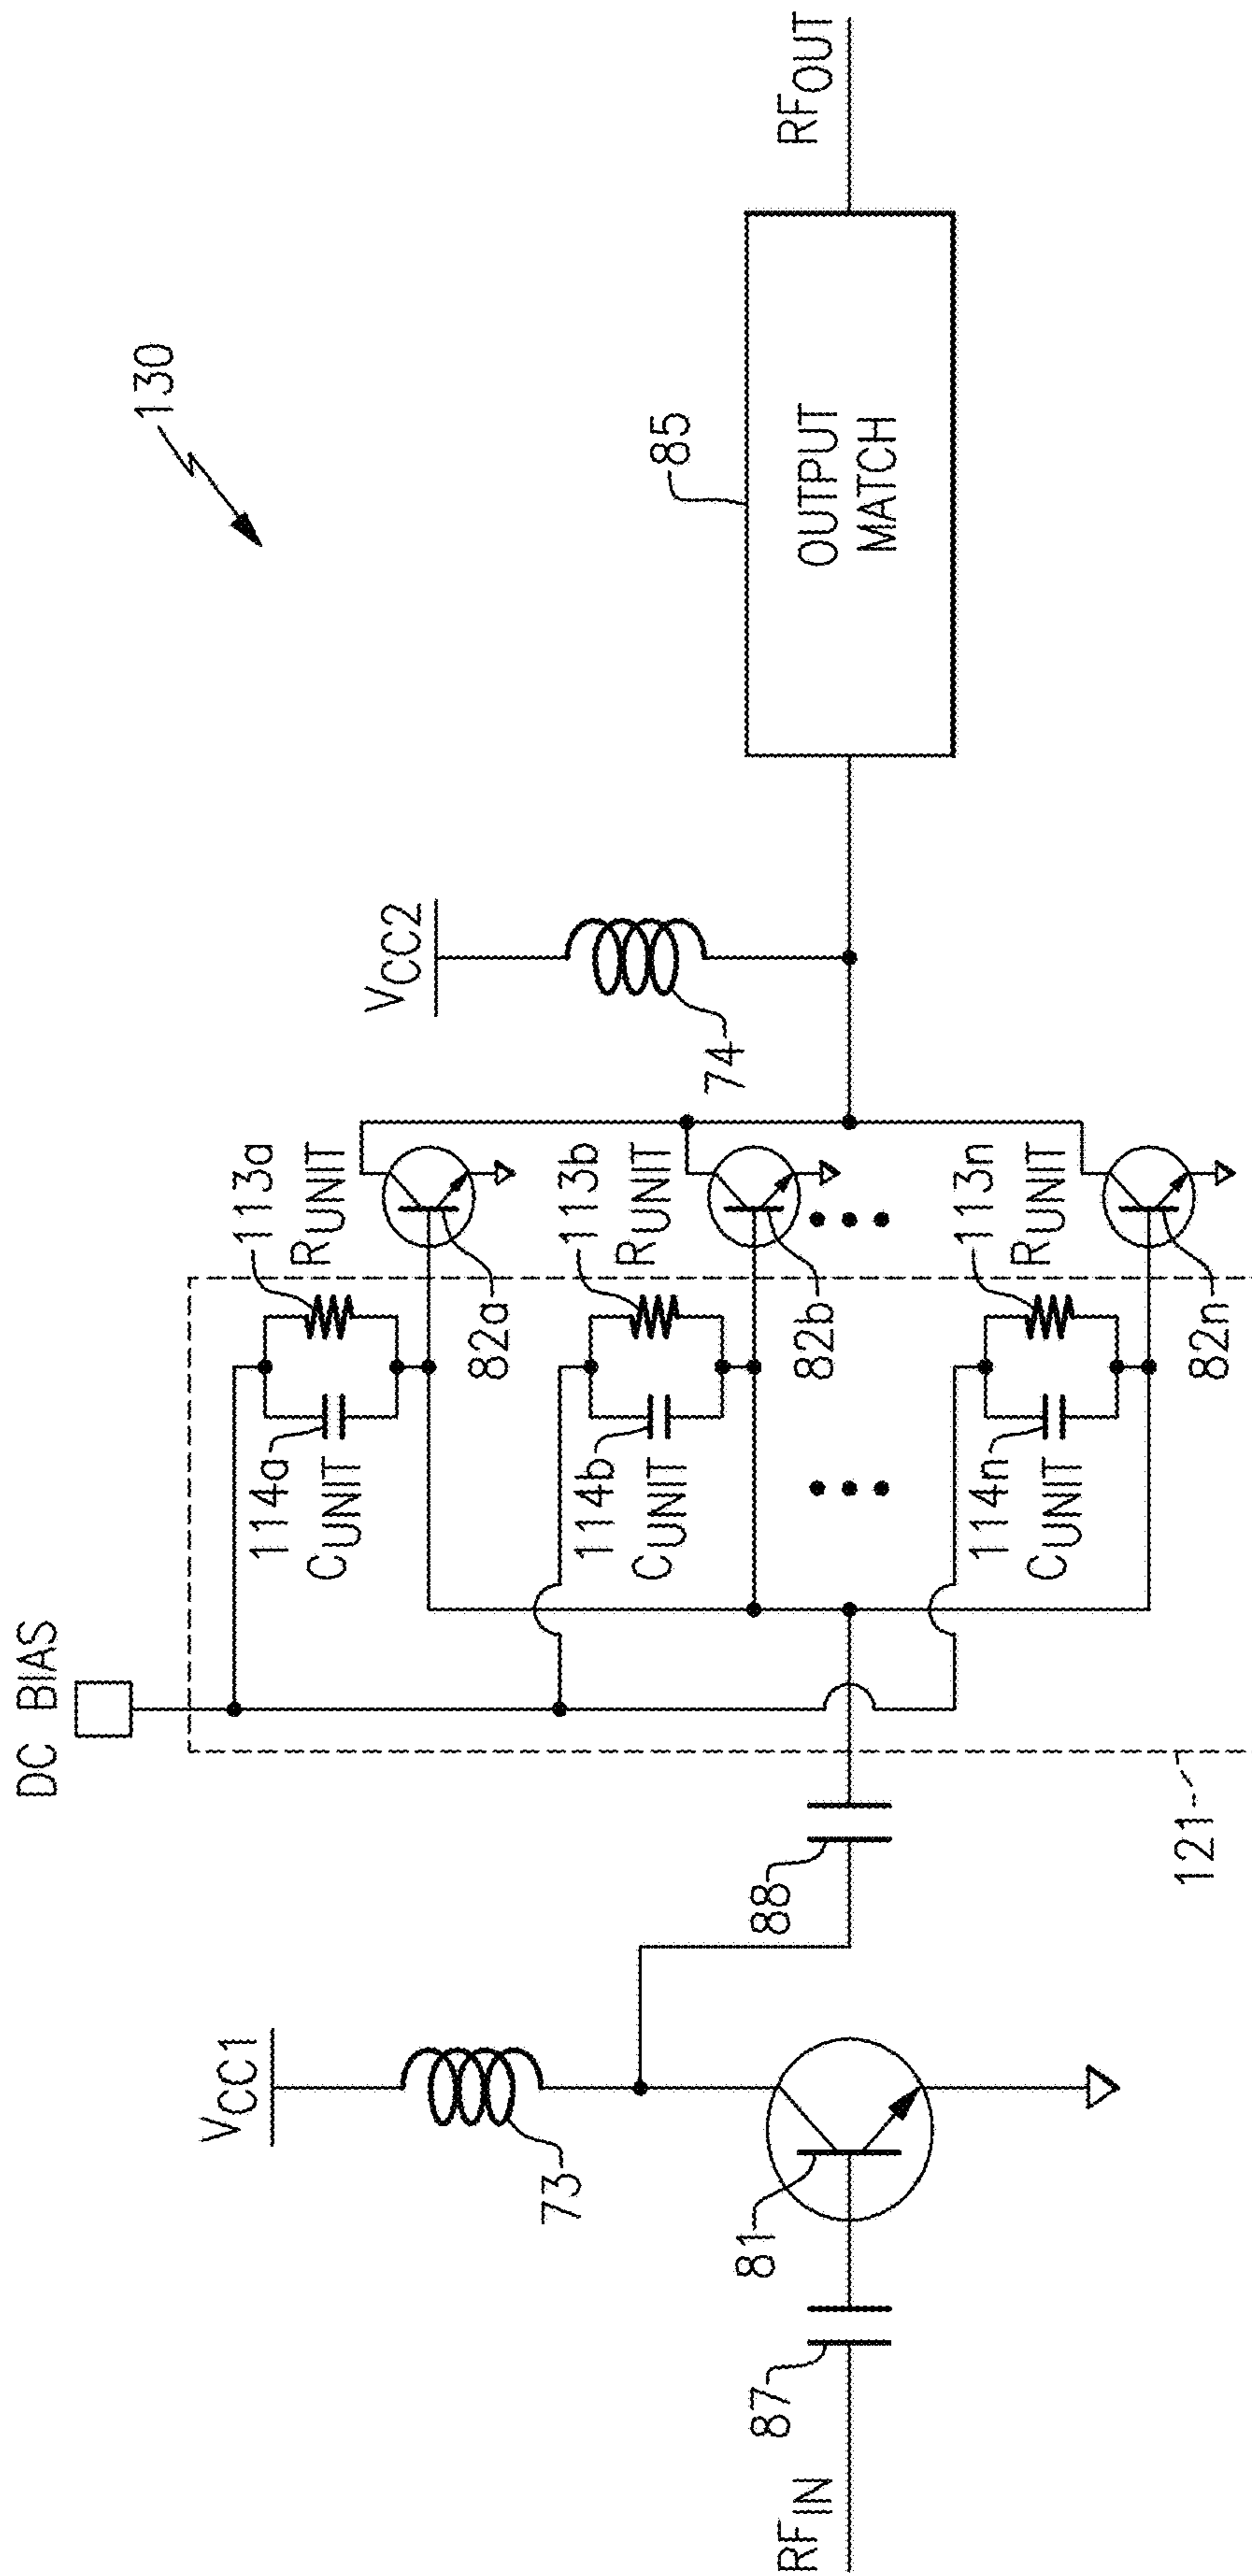 130
DC BIAS
VCC1
73
RFIN
87
81
88
121
114a
CUNIT
113a
RUNIT
82a
114b
CUNIT
113b
RUNIT
82b
114n
CUNIT
113n
RUNIT
82n
VCC2
74
85
OUTPUT
MATCH
RFOUT